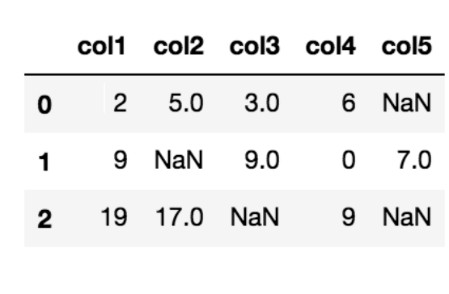 col1 col2 col3 col4 col5
0 2 5.0 3.0 6 NaN
1 9 NaN 9.0 0 7.0
2 19 17.0 NaN 9 NaN